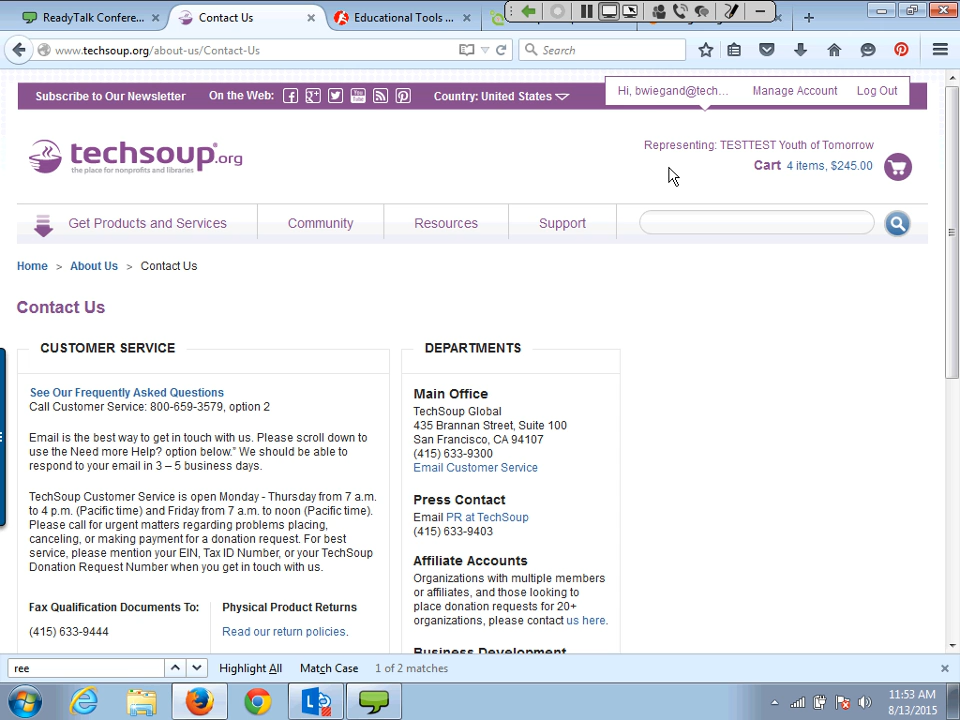 ReadyTalk Confere...
Contact Us
Educational Tools ...
www.techsoup.org/about-us/Contact-Us
Search
Subscribe to Our Newsletter
On the Web:
You Tube
Country: United States
Hi, bwiegand@tech...
Manage Account
Log Out
techsoup.org
the place for nonprofits and libraries
Representing: TESTTEST Youth of Tomorrow
Cart 4 items, $245.00
Get Products and Services
Community
Resources
Support
Home > About Us > Contact Us
Contact Us
CUSTOMER SERVICE
See Our Frequently Asked Questions
Call Customer Service: 800-659-3579, option 2
Email is the best way to get in touch with us. Please scroll down to
use the Need more Help? option below." We should be able to
respond to your email in 3 – 5 business days.
TechSoup Customer Service is open Monday - Thursday from 7 a.m.
to 4 p.m. (Pacific time) and Friday from 7 a.m. to noon (Pacific time).
Please call for urgent matters regarding problems placing,
canceling, or making payment for a donation request. For best
service, please mention your EIN, Tax ID Number, or your TechSoup
Donation Request Number when you get in touch with us.
Fax Qualification Documents To:
(415) 633-9444
Physical Product Returns
Read our return policies.
DEPARTMENTS
Main Office
TechSoup Global
435 Brannan Street, Suite 100
San Francisco, CA 94107
(415) 633-9300
Email Customer Service
Press Contact
Email PR at TechSoup
(415) 633-9403
Affiliate Accounts
Organizations with multiple members
or affiliates, and those looking to
place donation requests for 20+
organizations, please contact us here.
Business Development
ree
Highlight All
Match Case
1 of 2 matches
11:53 AM
8/13/2015